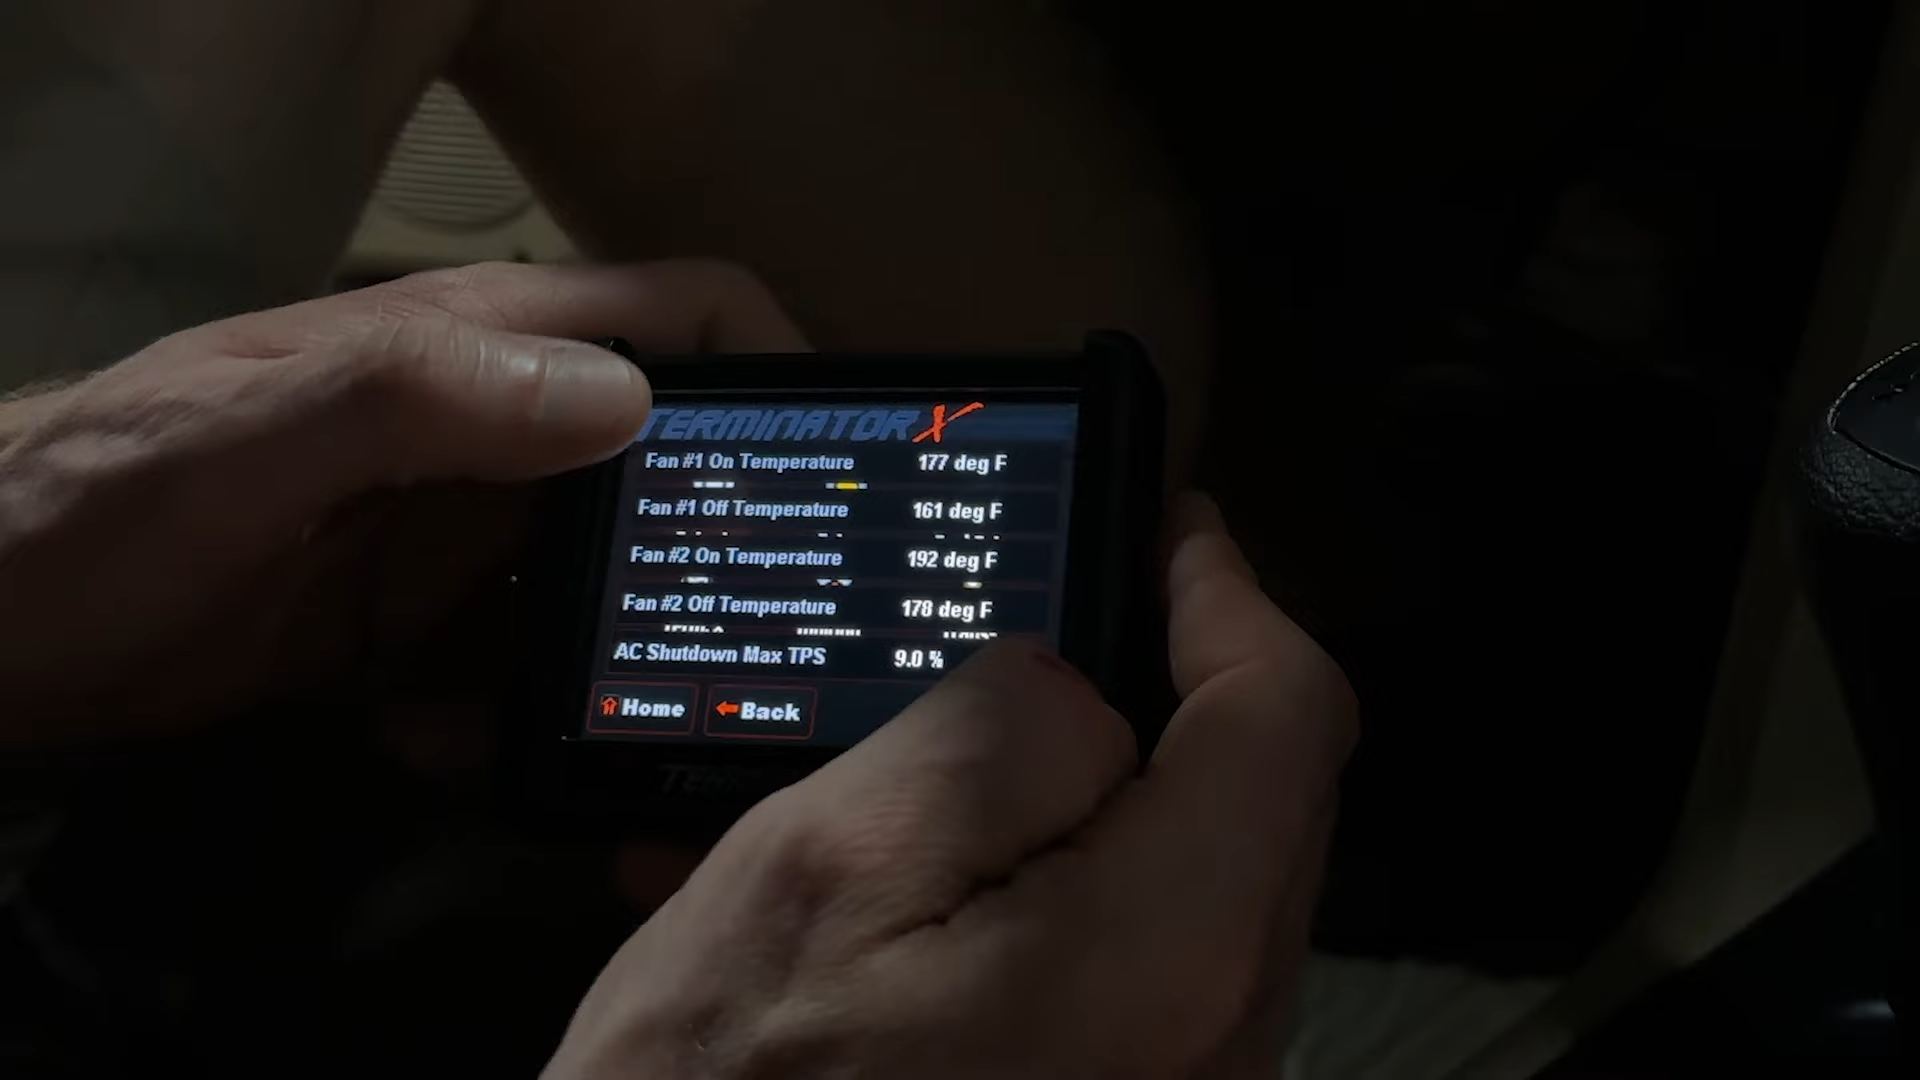 TERMINATOR X
Fan #1 On Temperature 177 deg F
Fan #1 Off Temperature 161 deg F
Fan #2 On Temperature 192 deg F
Fan #2 Off Temperature 178 deg F
AC Shutdown Max TPS 9.0 %
Home Back